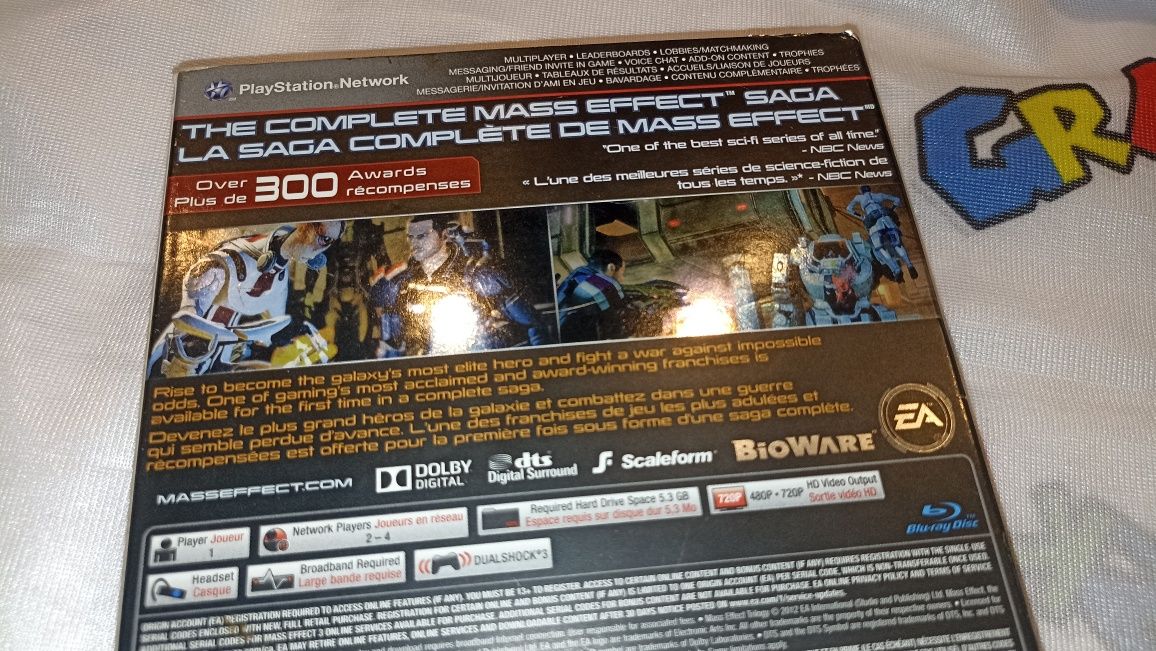 PlayStation®Network
MULTIPLAYER • LEADERBOARDS • LOBBIES/MATCHMAKING
MESSAGING/FRIEND INVITE IN GAME • VOICE CHAT • ADD-ON CONTENT • TROPHIES
MULTIJOUEUR • TABLEAUX DE RÉSULTATS • ACCUEILS/LIAISON DE JOUEURS
MESSAGERIE/INVITATION D'AMI EN JEU • BAVARDAGE • CONTENU COMPLÉMENTAIRE • TROPHÉES
THE COMPLETE MASS EFFECT™ SAGA
LA SAGA COMPLÈTE DE MASS EFFECT
"One of the best sci-fi series of all time."
- NBC News
« L'une des meilleures séries de science-fiction de
tous les temps. »* - NBC News
Over 300 Awards
Plus de récompenses
GR
Rise to become the galaxy's most elite hero and fight a war against impossible
odds. One of gaming's most acclaimed and award-winning franchises is
available for the first time in a complete saga.
Devenez le plus grand héros de la galaxie et combattez dans une guerre
qui semble perdue d'avance. L'une des franchises de jeu les plus adulées et
récompensées est offerte pour la première fois sous forme d'une saga complète.
EA
MASSEFFECT.COM
DOLBY
DIGITAL
dts
Digital Surround
Scaleform
BIOWARE
Player Joueur
1
Network Players Joueurs en réseau
2 – 4
Required Hard Drive Space 5.3 GB
Espace requis sur disque dur 5,3 Mo
720P
480P • 720P
HD Video Output
Sortie vidéo HD
Blu-ray Disc
Headset
Casque
Broadband Required
Large bande requise
DUALSHOCK®3